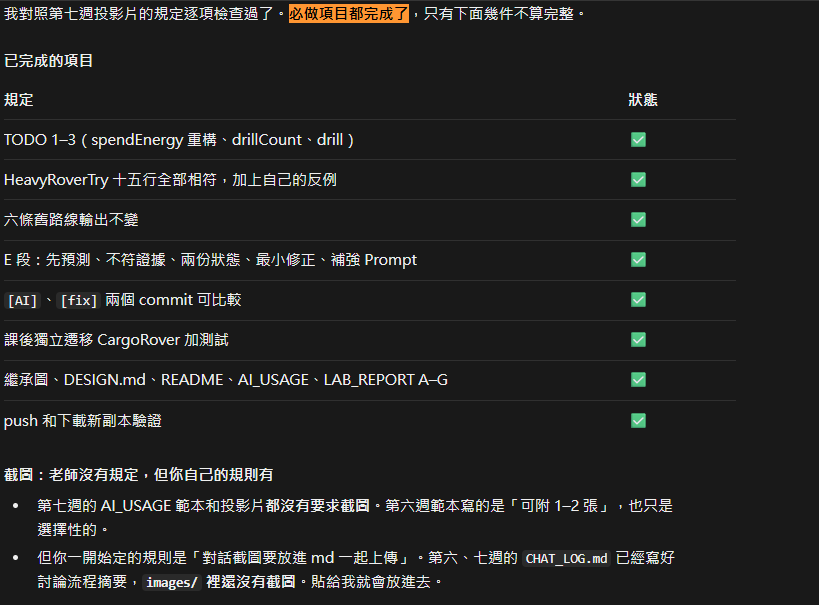 我對照第七週投影片的規定逐項檢查過了。必做項目都完成了，只有下面幾件不算完整。
已完成的項目
規定 狀態
TODO 1–3（spendEnergy 重構、drillCount、drill）
HeavyRoverTry 十五行全部相符，加上自己的反例
六條舊路線輸出不變
E 段：先預測、不符證據、兩份狀態、最小修正、補強 Prompt
[AI]、[fix] 兩個 commit 可比較
課後獨立遷移 CargoRover 加測試
繼承圖、DESIGN.md、README、AI_USAGE、LAB_REPORT A–G
push 和下載新副本驗證
截圖：老師沒有規定，但你自己的規則有
• 第七週的 AI_USAGE 範本和投影片都沒有要求截圖。第六週範本寫的是「可附 1–2 張」，也只是
選擇性的。
• 但你一開始定的規則是「對話截圖要放進 md 一起上傳」。第六、七週的 CHAT_LOG.md 已經寫好
討論流程摘要，images/ 裡還沒有截圖。貼給我就會放進去。